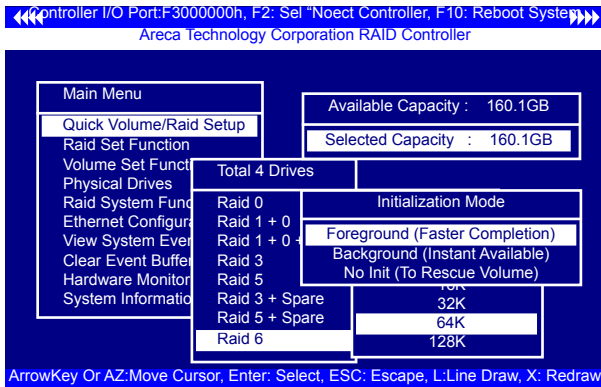 Controller I/O Port:F3000000h, F2: Sel "Noect Controller, F10: Reboot System
Areca Technology Corporation RAID Controller
Main Menu
Quick Volume/Raid Setup
Raid Set Function
Volume Set Funct
Physical Drives
Raid System Func
Ethernet Configura
View System Even
Clear Event Buffer
Hardware Monitor
System Informatio
Total 4 Drives
Raid 0
Raid 1 + 0
Raid 1 + 0 +
Raid 3
Raid 5
Raid 3 + Spare
Raid 5 + Spare
Raid 6
Available Capacity : 160.1GB
Selected Capacity : 160.1GB
Initialization Mode
Foreground (Faster Completion)
Background (Instant Available)
No Init (To Rescue Volume)
16K
32K
64K
128K
ArrowKey Or AZ:Move Cursor, Enter: Select, ESC: Escape, L:Line Draw, X: Redraw